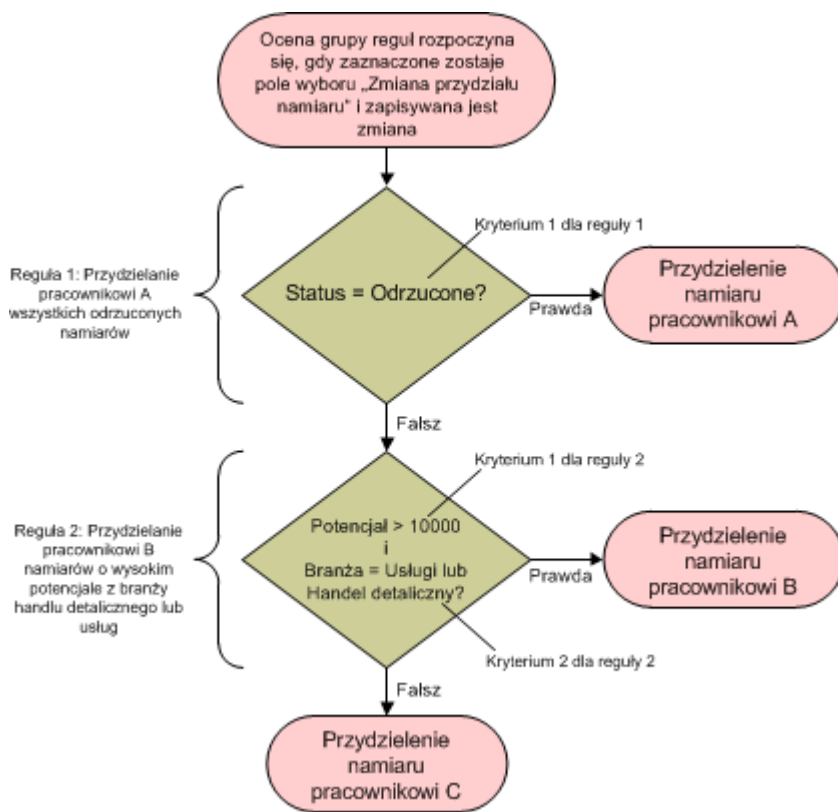 Ocena grupy reguł rozpoczyna
się, gdy zaznaczone zostaje
pole wyboru „Zmiana przydziału
namiaru” i zapisywana jest
zmiana
Kryterium 1 dla reguły 1
Reguła 1: Przydzielanie
pracownikowi A
wszystkich odrzuconych
namiarów
Status = Odrzucone?
Prawda
Przydzielenie
namiaru
pracownikowi A
Fałsz
Kryterium 1 dla reguły 2
Reguła 2: Przydzielanie
pracownikowi B
namiarów o wysokim
potencjale z branży
handlu detalicznego lub
usług
Potencjał > 10000
i
Branża = Usługi lub
Handel detaliczny?
Prawda
Przydzielenie
namiaru
pracownikowi B
Kryterium 2 dla reguły 2
Fałsz
Przydzielenie
namiaru
pracownikowi C